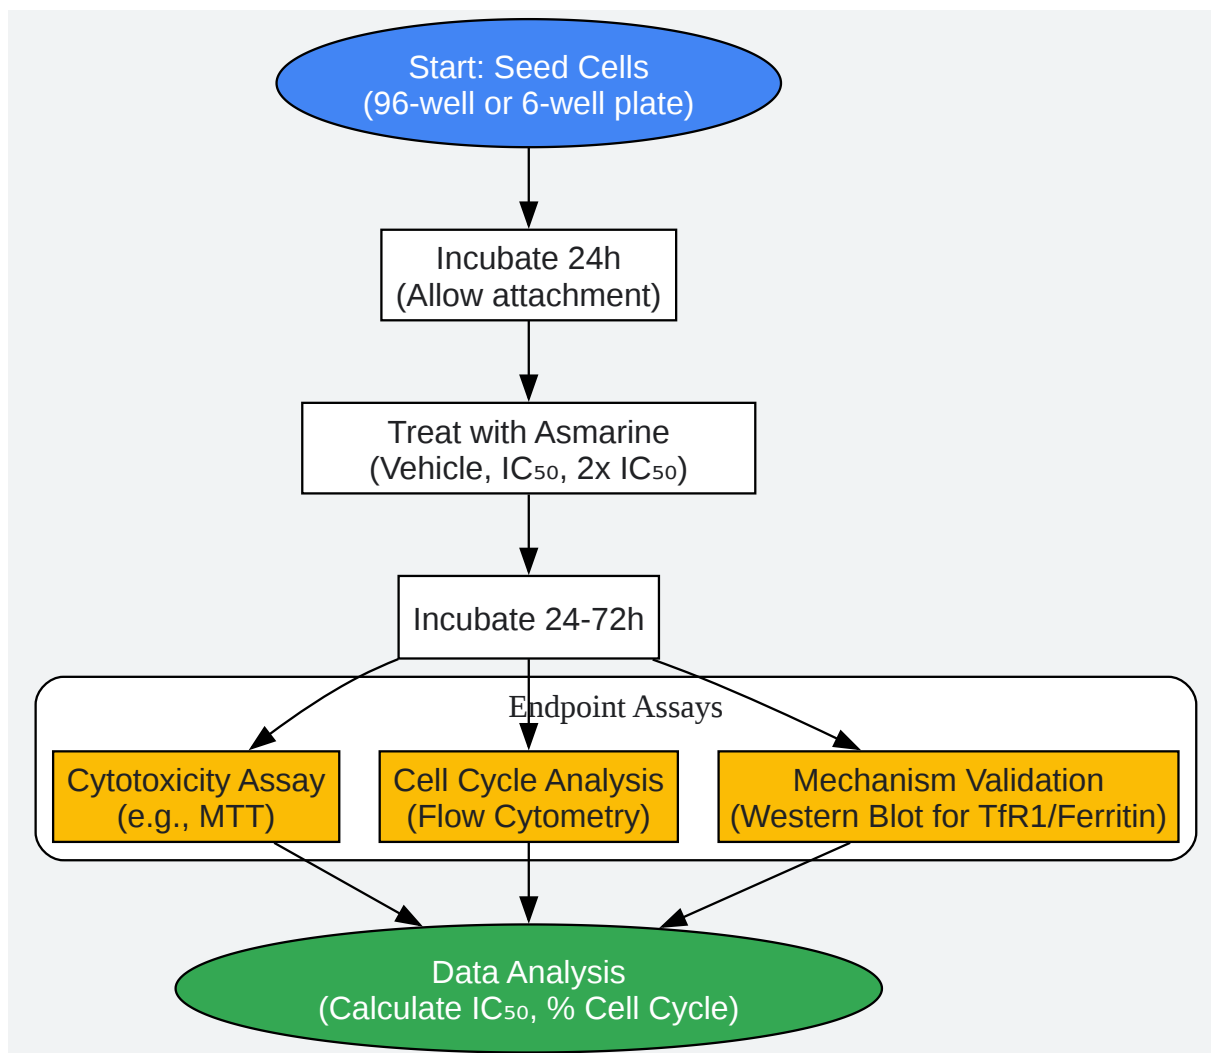 Start: Seed Cells
(96-well or 6-well plate)
Incubate 24h
(Allow attachment)
Treat with Asmarine
(Vehicle, IC₅₀, 2x IC₅₀)
Incubate 24-72h
Endpoint Assays
Cytotoxicity Assay
(e.g., MTT)
Cell Cycle Analysis
(Flow Cytometry)
Mechanism Validation
(Western Blot for TfR1/Ferritin)
Data Analysis
(Calculate IC₅₀, % Cell Cycle)